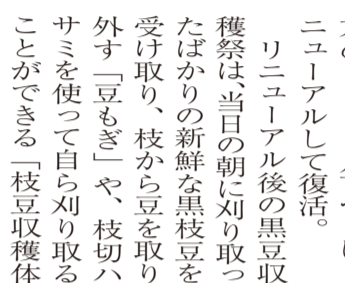 ニューアルして復活。
リニューアル後の黒豆収
穫祭は、当日の朝に刈り取っ
たばかりの新鮮な黒枝豆を
受け取り、枝から豆を取り
外す「豆もぎ」や、枝切ハ
サミを使って自ら刈り取る
ことができる「枝豆収穫体